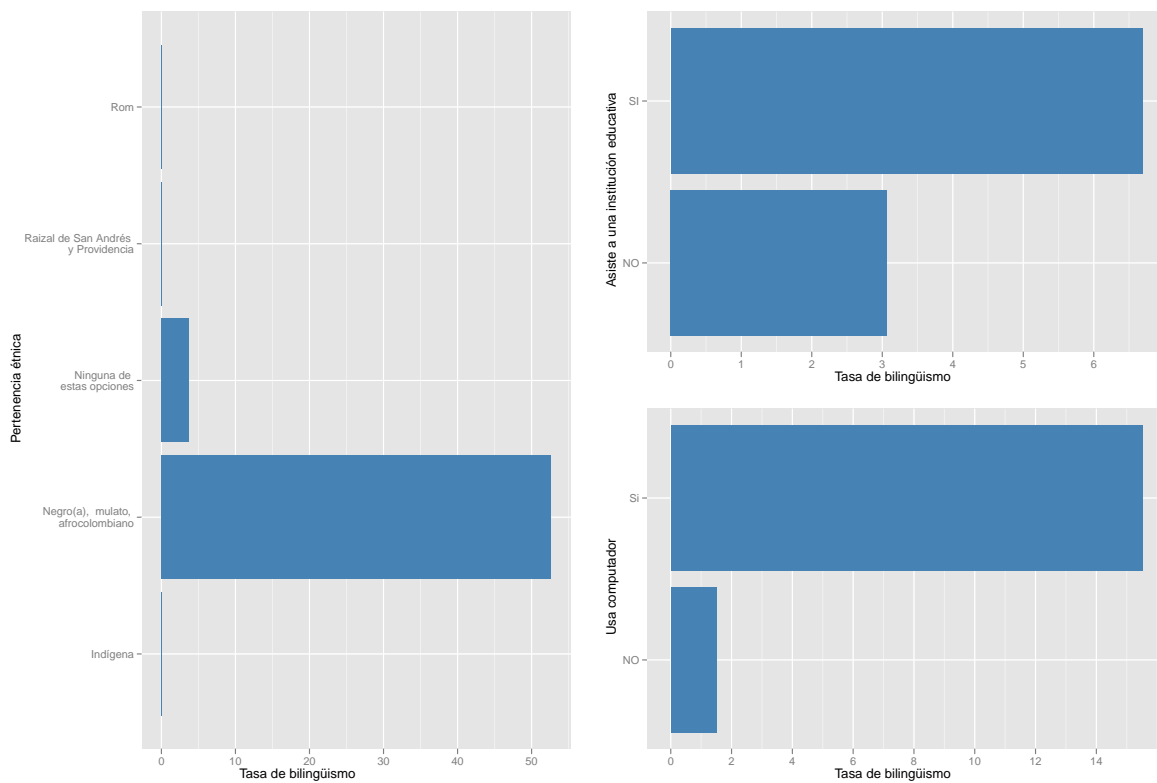 Pertenencia étnica
Rom
Raizal de San Andrés
y Providencia
Ninguna de
estas opciones
Negro(a), mulato,
afrocolombiano
Indígena
0 10 20 30 40 50
Tasa de bilingüismo
Asiste a una institución educativa
SI
NO
0 1 2 3 4 5 6
Tasa de bilingüismo
Usa computador
Si
NO
0 2 4 6 8 10 12 14
Tasa de bilingüismo